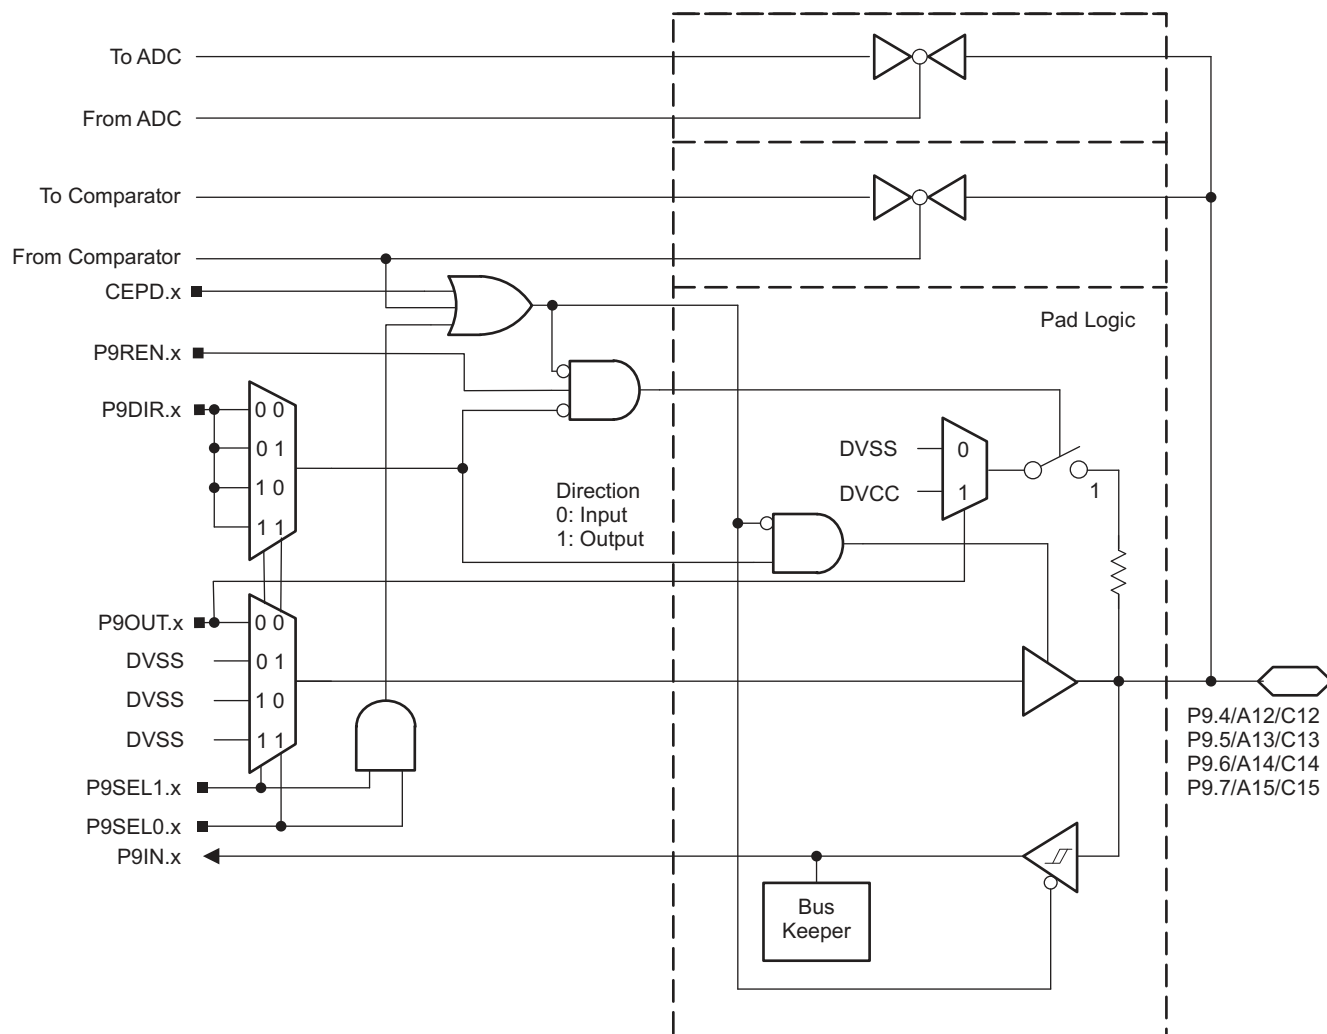 To ADC
From ADC
To Comparator
From Comparator
CEPD.x
Pad Logic
P9REN.x
P9DIR.x
0 0
0 1
1 0
1 1
DVSS
0
DVCC
1
1
Direction
0: Input
1: Output
P9OUT.x
0 0
DVSS
0 1
DVSS
1 0
DVSS
1 1
P9.4/A12/C12
P9.5/A13/C13
P9.6/A14/C14
P9.7/A15/C15
P9SEL1.x
P9SEL0.x
P9IN.x
Bus
Keeper